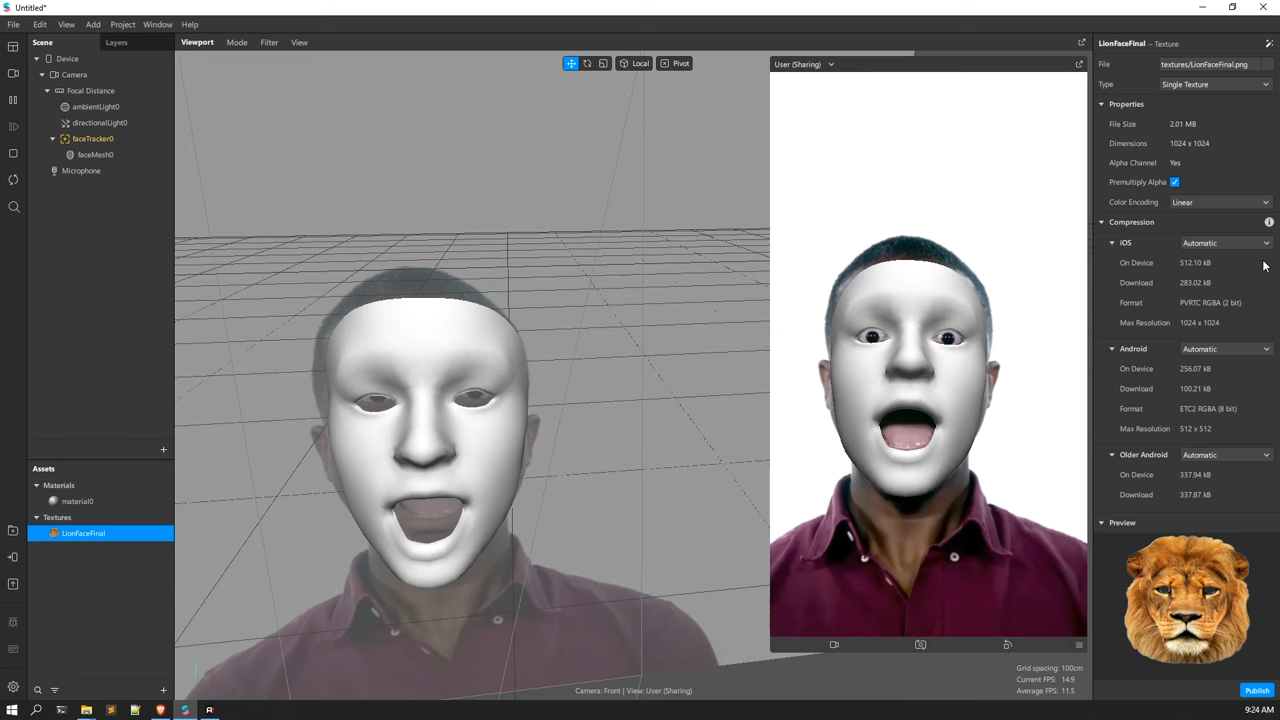 Untitled*
File Edit View Add Project Window Help
Scene Layers
Device
Camera
Focal Distance
ambientLight0
directionalLight0
faceTracker0
faceMesh0
Microphone
Assets
Materials
material0
Textures
LionFaceFinal
Viewport Mode Filter View
Local Pivot
User (Sharing)
Camera: Front | View: User (Sharing)
Grid spacing: 100cm
Current FPS: 14.9
Average FPS: 11.5
LionFaceFinal – Texture
File textures/LionFaceFinal.png
Type Single Texture
Properties
File Size 2.01 MB
Dimensions 1024 x 1024
Alpha Channel Yes
Premultiply Alpha
Color Encoding Linear
Compression
iOS Automatic
On Device 512.10 kB
Download 283.02 kB
Format PVRTC RGBA (2 bit)
Max Resolution 1024 x 1024
Android Automatic
On Device 256.07 kB
Download 100.21 kB
Format ETC2 RGBA (8 bit)
Max Resolution 512 x 512
Older Android Automatic
On Device 337.94 kB
Download 337.87 kB
Preview
Publish
9:24 AM